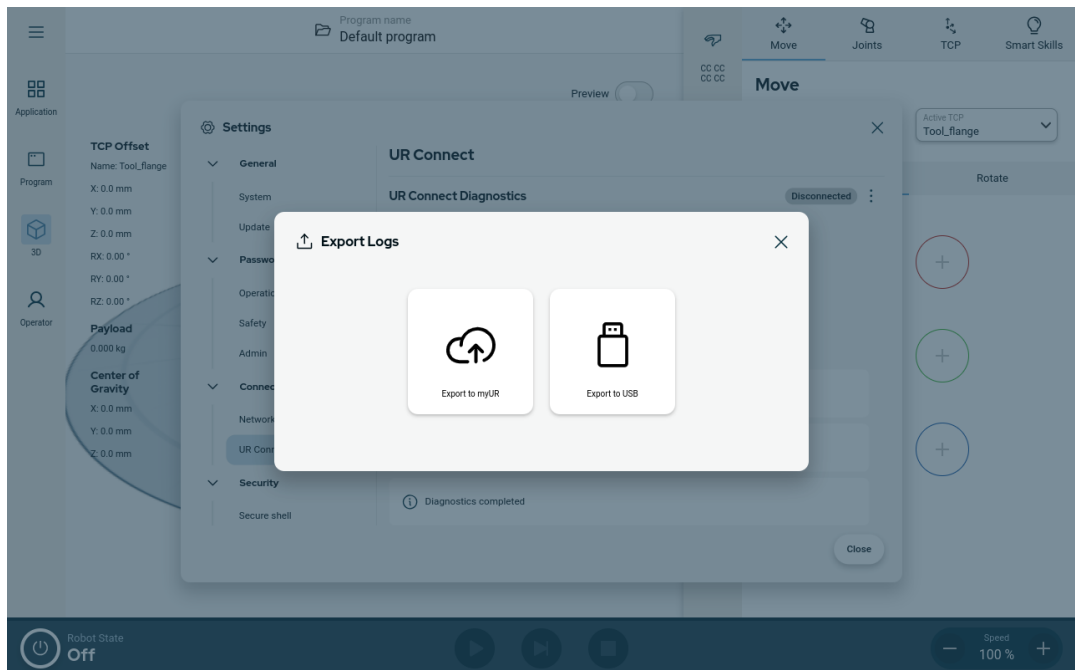 Program name
Default program
Application
Program
3D
Operator
Preview
TCP Offset
Name: Tool_flange
X: 0.0 mm
Y: 0.0 mm
Z: 0.0 mm
RX: 0.00 °
RY: 0.00 °
RZ: 0.00 °
Payload
0.000 kg
Center of
Gravity
X: 0.0 mm
Y: 0.0 mm
Z: 0.0 mm
Settings
General
System
Update
Passwo
Operatio
Safety
Admin
Connec
Network
UR Conn
Security
Secure shell
UR Connect
UR Connect Diagnostics
Disconnected
Export Logs
Export to myUR
Export to USB
Diagnostics completed
Close
CC CC
CC CC
Move
Joints
TCP
Smart Skills
Move
Active TCP
Tool_flange
Rotate
Robot State
Off
Speed
100 %